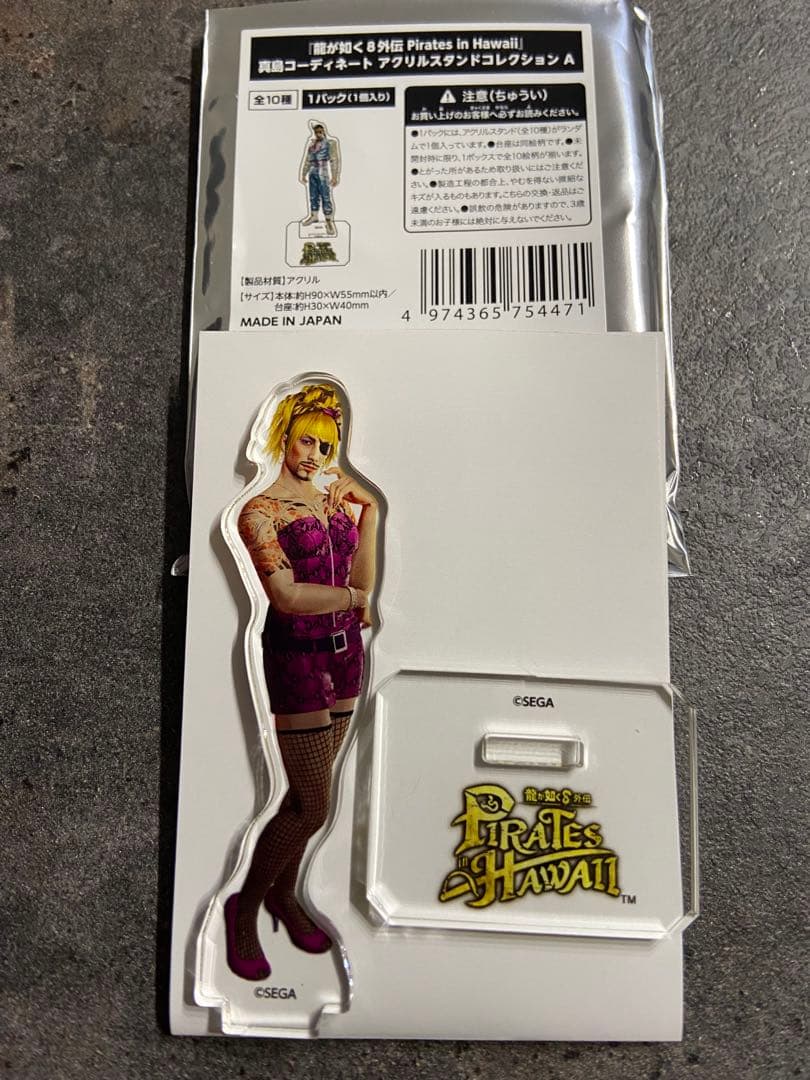 『龍が如く8外伝 Pirates in Hawaii』
真島コーディネート アクリルスタンドコレクション A
全10種 1パック(1個入り)
注意(ちゅうい)
お買い上げのお客様へ必ずお読みください。
●1パックには、アクリルスタンド(全10種)がランダ
ムで1個入っています。●台座は同絵柄です。●未
開封時に限り、1ボックスで全10絵柄が揃います。
●とがった所があるため取り扱いにはご注意くださ
い。●製造工程の都合上、やむを得ない微細な
キズが入るものもあります。こちらの交換・返品はご
遠慮ください。●誤飲の危険がありますので、3歳
未満のお子様には絶対に与えないでください。
PIRATES
in HAWAII
【製品材質】アクリル
【サイズ】本体:約H90×W55mm以内/
台座:約H30×W40mm
MADE IN JAPAN
4 974365 754471
©SEGA
龍が如く8外伝
PIRATES
in HAWAII™
©SEGA